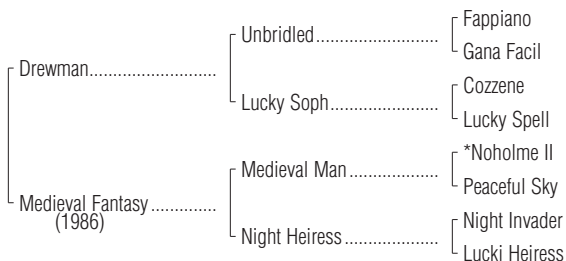 Fappiano
Unbridled
Gana Facil
Drewman
Cozzene
Lucky Soph
Lucky Spell
*Noholme II
Medieval Man
Peaceful Sky
Medieval Fantasy
(1986)
Night Invader
Night Heiress
Lucki Heiress